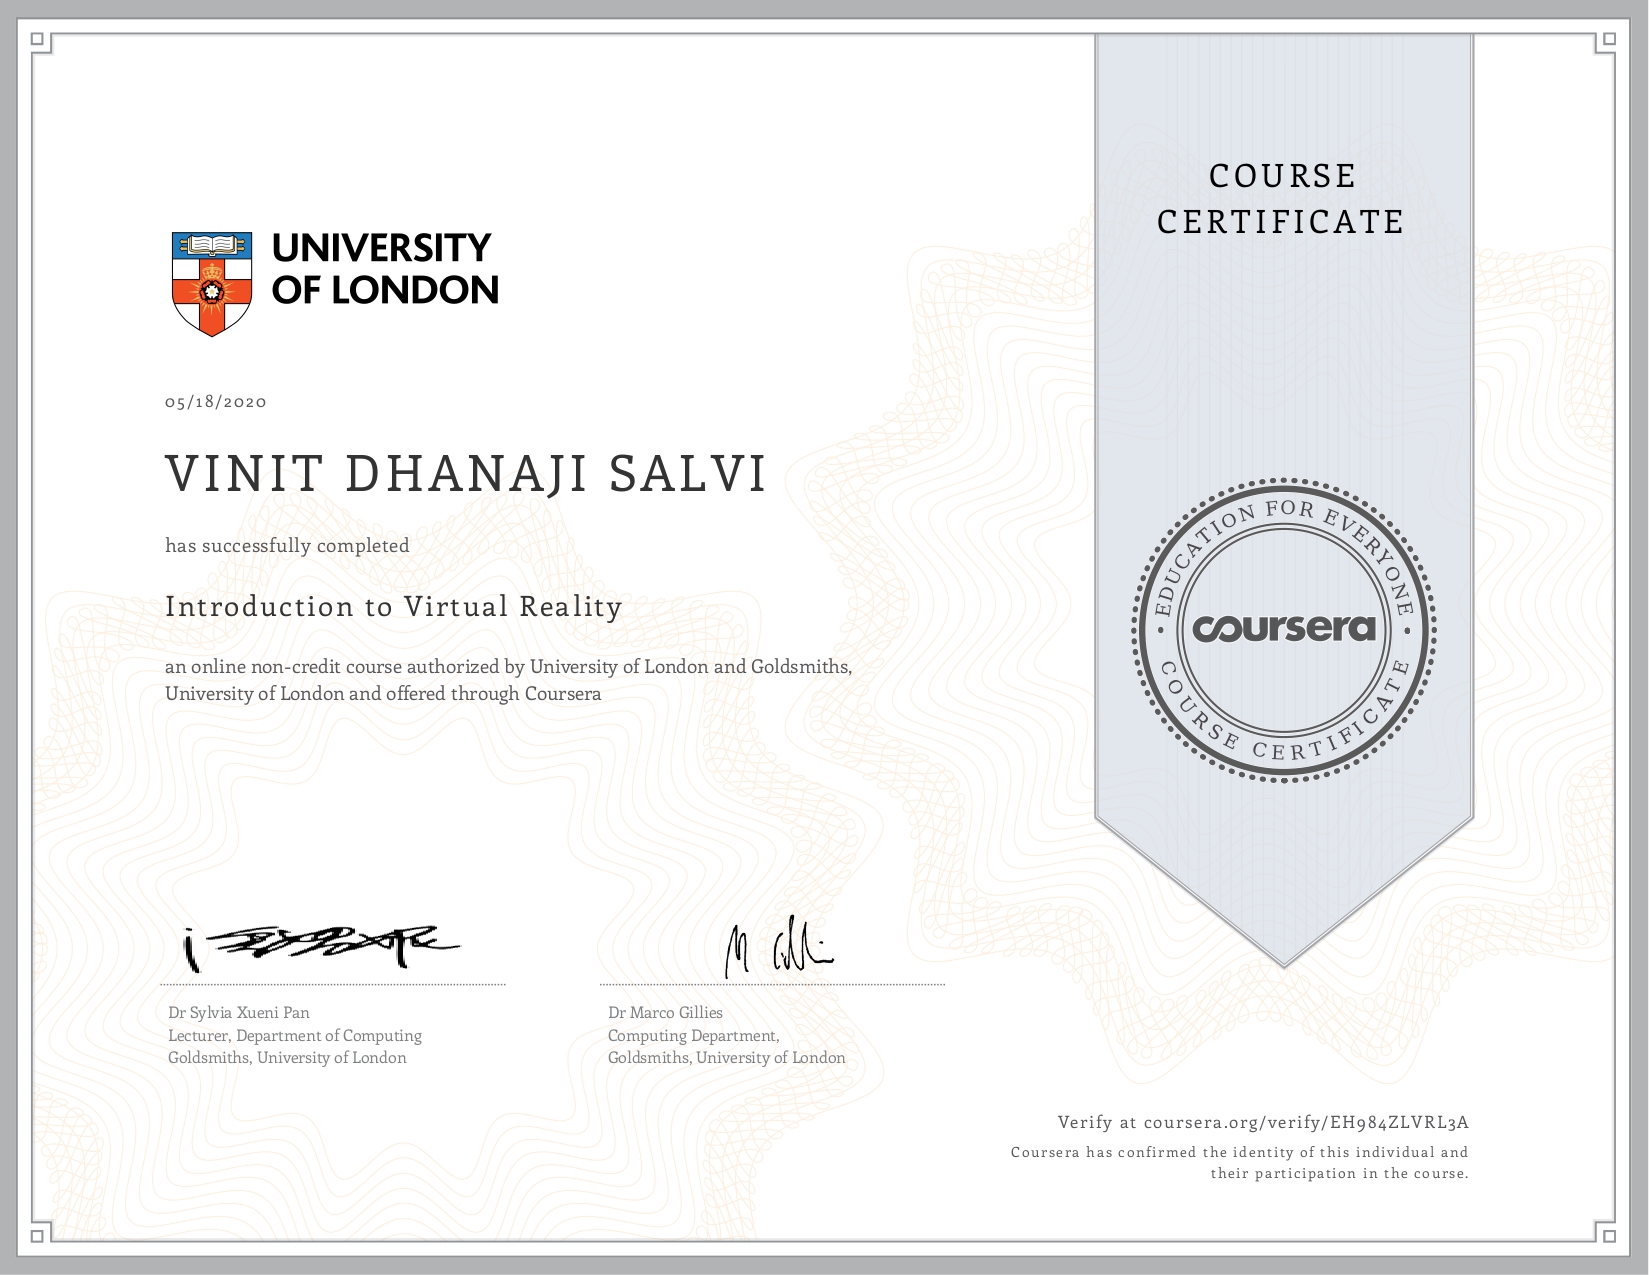 COURSE
CERTIFICATE
UNIVERSITY
OF LONDON
05/18/2020
VINIT DHANAJI SALVI
has successfully completed
Introduction to Virtual Reality
an online non-credit course authorized by University of London and Goldsmiths,
University of London and offered through Coursera
EDUCATION FOR EVERYONE
coursera
COURSE CERTIFICATE
Dr Sylvia Xueni Pan
Lecturer, Department of Computing
Goldsmiths, University of London
Dr Marco Gillies
Computing Department,
Goldsmiths, University of London
Verify at coursera.org/verify/EH984ZLVRL3A
Coursera has confirmed the identity of this individual and
their participation in the course.